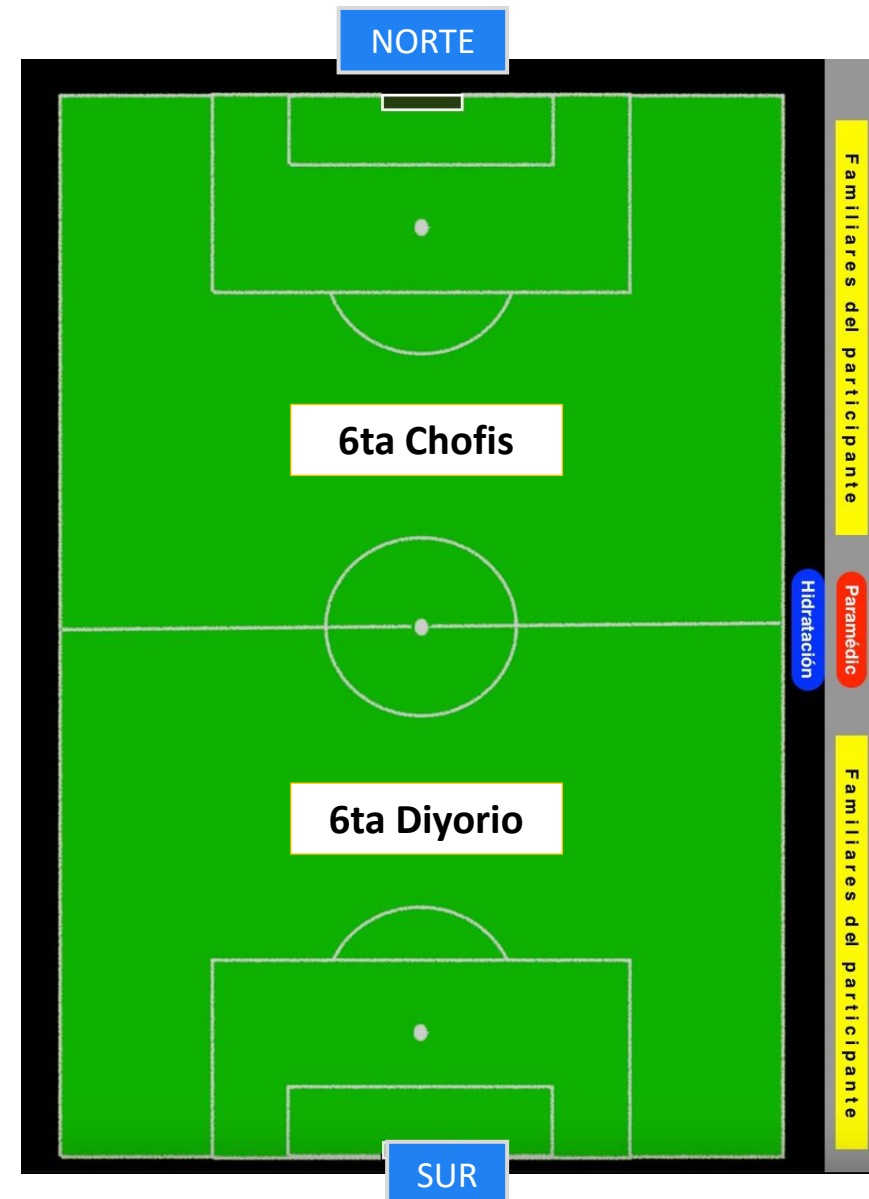 NORTE
Familiares del participante
6ta Chofis
Hidratación
Paramédic
6ta Diyorio
Familiares del participante
SUR